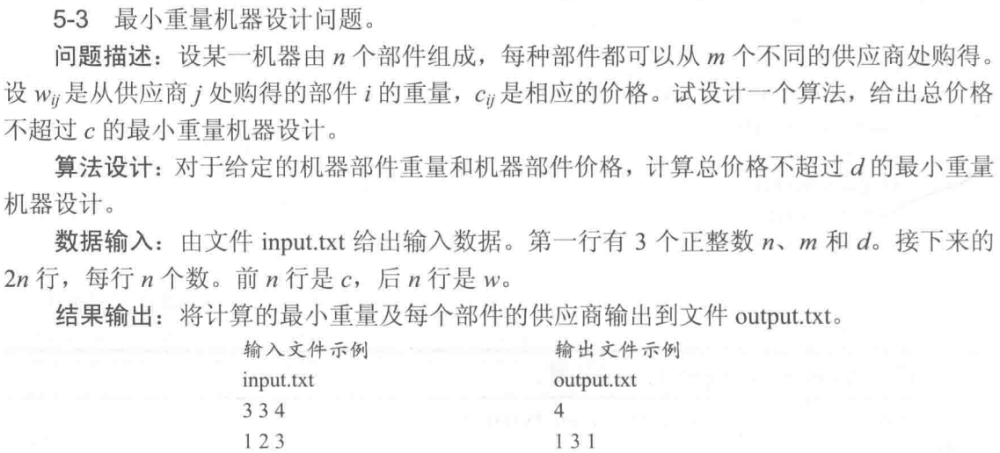 5-3 最小重量机器设计问题。
问题描述：设某一机器由 n 个部件组成，每种部件都可以从 m 个不同的供应商处购得。
设 wij 是从供应商 j 处购得的部件 i 的重量，cij 是相应的价格。试设计一个算法，给出总价格
不超过 c 的最小重量机器设计。
算法设计：对于给定的机器部件重量和机器部件价格，计算总价格不超过 d 的最小重量
机器设计。
数据输入：由文件 input.txt 给出输入数据。第一行有 3 个正整数 n、m 和 d。接下来的
2n 行，每行 n 个数。前 n 行是 c，后 n 行是 w。
结果输出：将计算的最小重量及每个部件的供应商输出到文件 output.txt。
输入文件示例 输出文件示例
input.txt output.txt
3 3 4 4
1 2 3 1 3 1